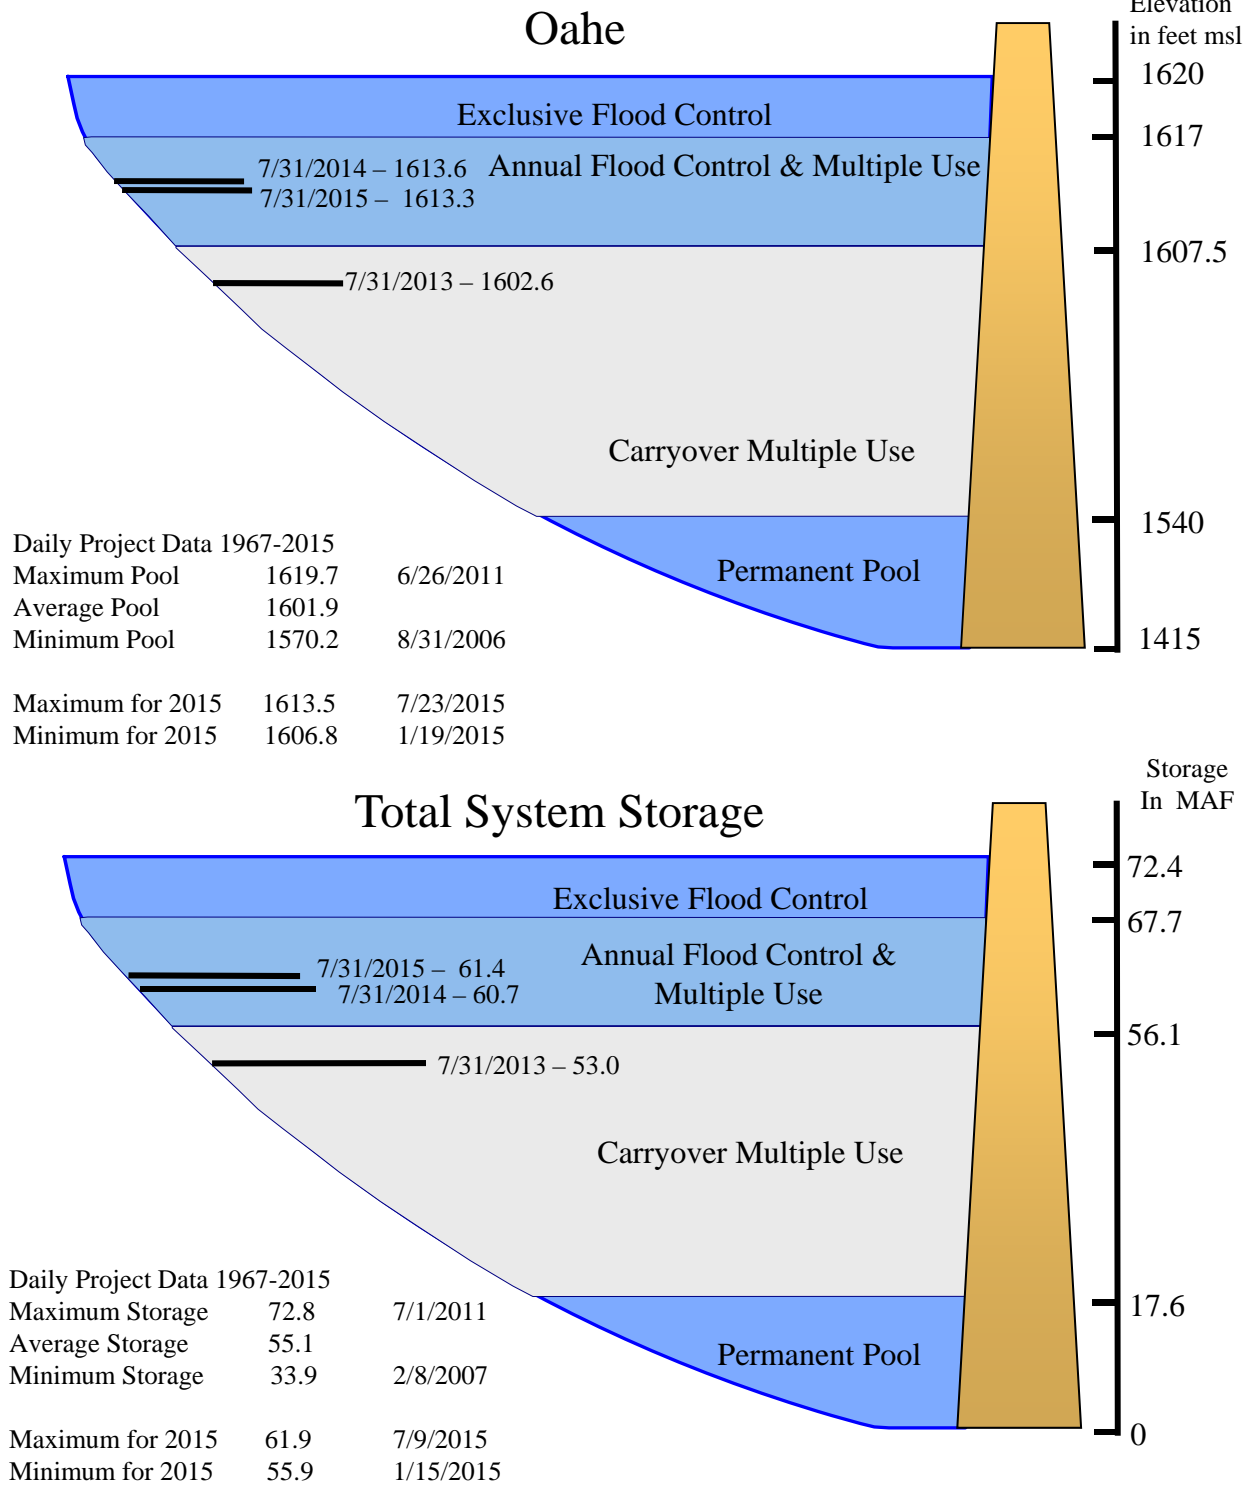 Oahe
Elevation
in feet msl
1620
Exclusive Flood Control
1617
7/31/2014 – 1613.6
Annual Flood Control & Multiple Use
7/31/2015 – 1613.3
1607.5
7/31/2013 – 1602.6
Carryover Multiple Use
1540
Permanent Pool
1415
Daily Project Data 1967-2015
Maximum Pool 1619.7 6/26/2011
Average Pool 1601.9
Minimum Pool 1570.2 8/31/2006
Maximum for 2015 1613.5 7/23/2015
Minimum for 2015 1606.8 1/19/2015
Total System Storage
Storage
In MAF
72.4
Exclusive Flood Control
67.7
Annual Flood Control &
Multiple Use
7/31/2015 – 61.4
7/31/2014 – 60.7
56.1
7/31/2013 – 53.0
Carryover Multiple Use
17.6
Permanent Pool
0
Daily Project Data 1967-2015
Maximum Storage 72.8 7/1/2011
Average Storage 55.1
Minimum Storage 33.9 2/8/2007
Maximum for 2015 61.9 7/9/2015
Minimum for 2015 55.9 1/15/2015